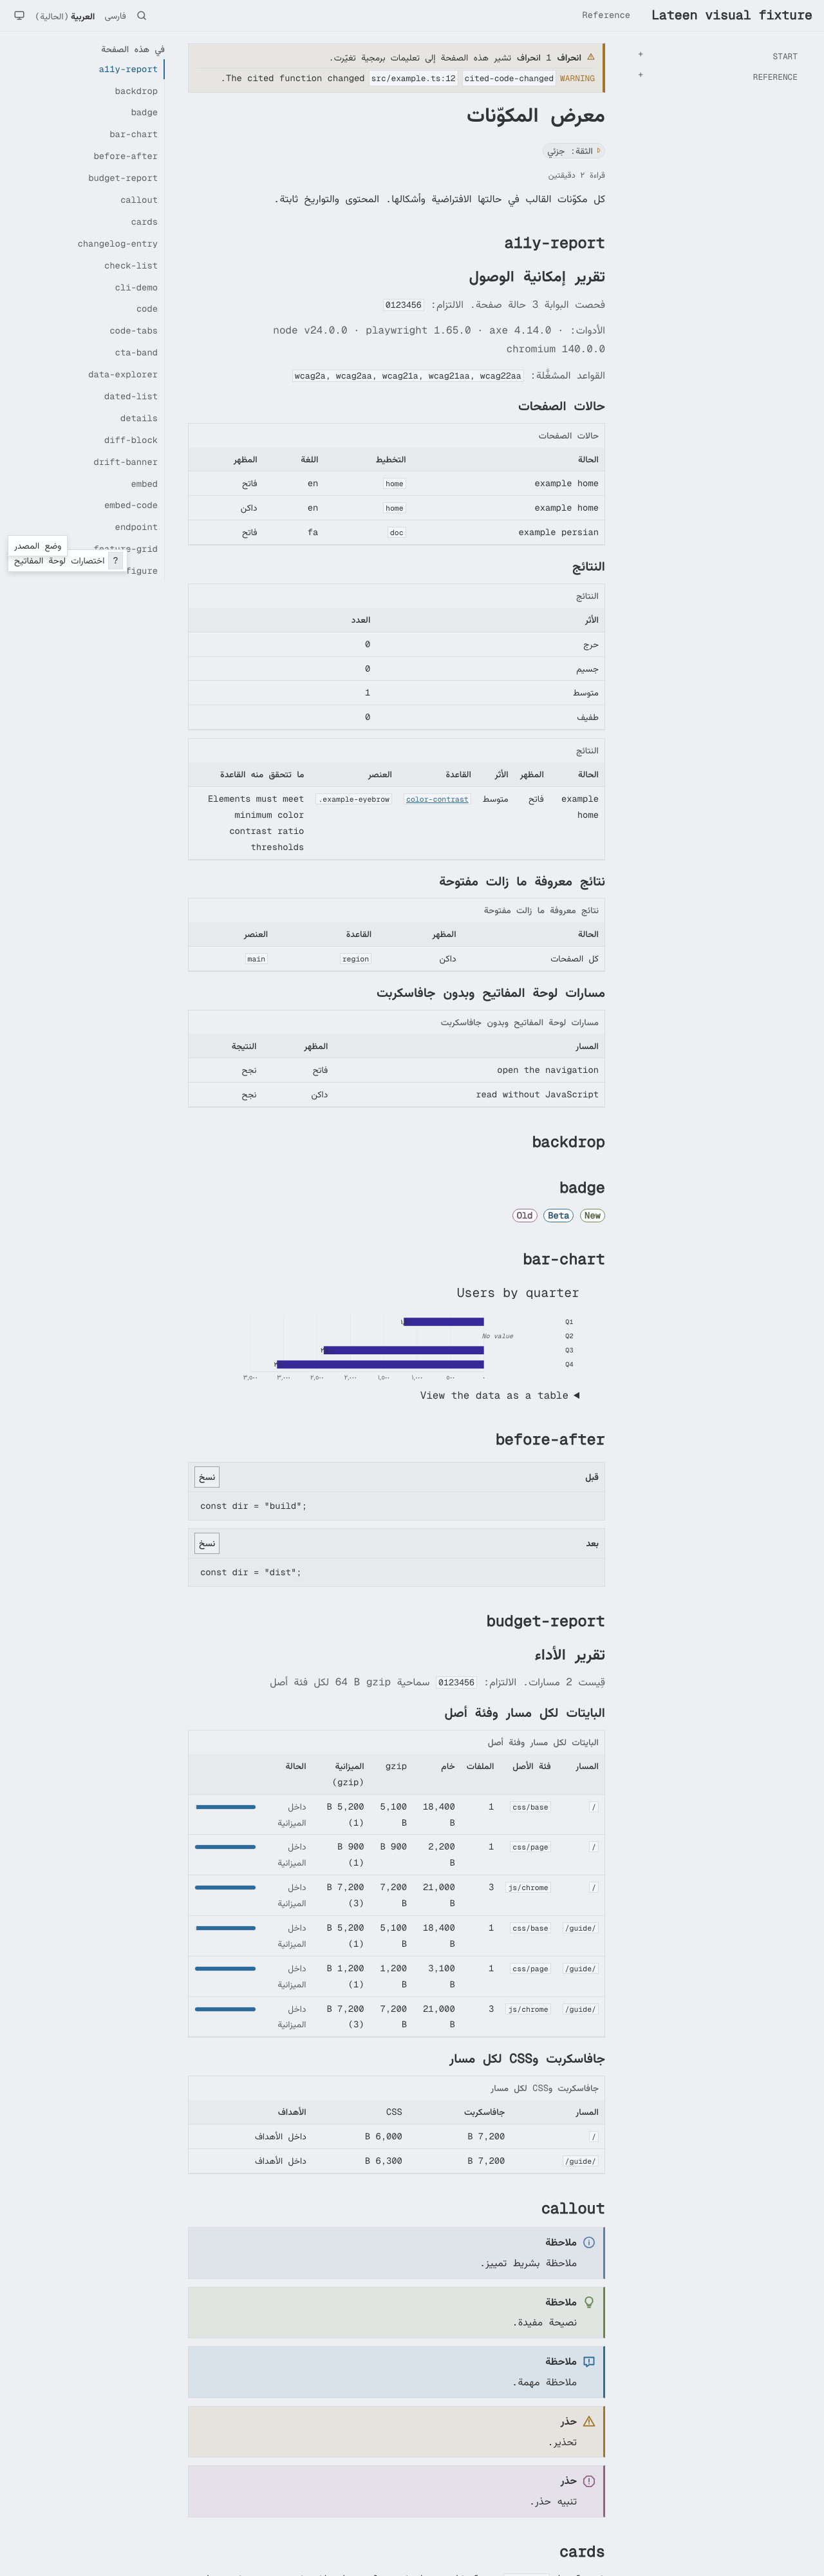 Lateen visual fixture
Reference
فارسی
العربية (الحالية)
START
REFERENCE
في هذه الصفحة
a11y-report
backdrop
badge
bar-chart
before-after
budget-report
callout
cards
changelog-entry
check-list
cli-demo
code
code-tabs
cta-band
data-explorer
dated-list
details
diff-block
drift-banner
embed
embed-code
endpoint
feature-grid
figure
وضع المصدر
? اختصارات لوحة المفاتيح
انحراف 1 انحراف تشير هذه الصفحة إلى تعليمات برمجية تغيّرت.
WARNING cited-code-changed src/example.ts:12 The cited function changed.
معرض المكوّنات
الثقة: جزئي
قراءة ٢ دقيقتين
كل مكوّنات القالب في حالتها الافتراضية وأشكالها. المحتوى والتواريخ ثابتة.
a11y-report
تقرير إمكانية الوصول
فحصت البوابة 3 حالة صفحة. الالتزام: 0123456
الأدوات: node v24.0.0 · playwright 1.65.0 · axe 4.14.0 ·
chromium 140.0.0
القواعد المشغَّلة: wcag2a, wcag2aa, wcag21a, wcag21aa, wcag22aa
حالات الصفحات
حالات الصفحات
الحالة التخطيط اللغة المظهر
example home home en فاتح
example home home en داكن
example persian doc fa فاتح
النتائج
النتائج
الأثر العدد
حرج 0
جسيم 0
متوسط 1
طفيف 0
النتائج
الحالة المظهر الأثر القاعدة العنصر ما تتحقق منه القاعدة
example home فاتح متوسط color-contrast .example-eyebrow Elements must meet
minimum color
contrast ratio
thresholds
نتائج معروفة ما زالت مفتوحة
نتائج معروفة ما زالت مفتوحة
الحالة المظهر القاعدة العنصر
كل الصفحات داكن region main
مسارات لوحة المفاتيح وبدون جافاسكربت
مسارات لوحة المفاتيح وبدون جافاسكربت
المسار المظهر النتيجة
open the navigation فاتح نجح
read without JavaScript داكن نجح
backdrop
badge
New Beta Old
bar-chart
Users by quarter
Q1
Q2 No value
Q3
Q4
٠ ٥٠٠ ١٬٠٠٠ ١٬٥٠٠ ٢٬٠٠٠ ٢٬٥٠٠ ٣٬٠٠٠ ٣٬٥٠٠
View the data as a table
before-after
قبل نسخ
const dir = "build";
بعد نسخ
const dir = "dist";
budget-report
تقرير الأداء
قِيست 2 مسارات. الالتزام: 0123456 سماحية 64 B gzip لكل فئة أصل
البايتات لكل مسار وفئة أصل
البايتات لكل مسار وفئة أصل
المسار فئة الأصل الملفات خام gzip الميزانية (gzip) الحالة
/ css/base 1 18,400 B 5,100 B 5,200 B (1) داخل الميزانية
/ css/page 1 2,200 B 900 B 900 B (1) داخل الميزانية
/ js/chrome 3 21,000 B 7,200 B 7,200 B (3) داخل الميزانية
/guide/ css/base 1 18,400 B 5,100 B 5,200 B (1) داخل الميزانية
/guide/ css/page 1 3,100 B 1,200 B 1,200 B (1) داخل الميزانية
/guide/ js/chrome 3 21,000 B 7,200 B 7,200 B (3) داخل الميزانية
جافاسكربت وCSS لكل مسار
جافاسكربت وCSS لكل مسار
المسار جافاسكربت CSS الأهداف
/ 7,200 B 6,000 B داخل الأهداف
/guide/ 7,200 B 6,300 B داخل الأهداف
callout
ملاحظة
ملاحظة بشريط تمييز.
ملاحظة
نصيحة مفيدة.
ملاحظة
ملاحظة مهمة.
حذر
تحذير.
حذر
تنبيه حذر.
cards